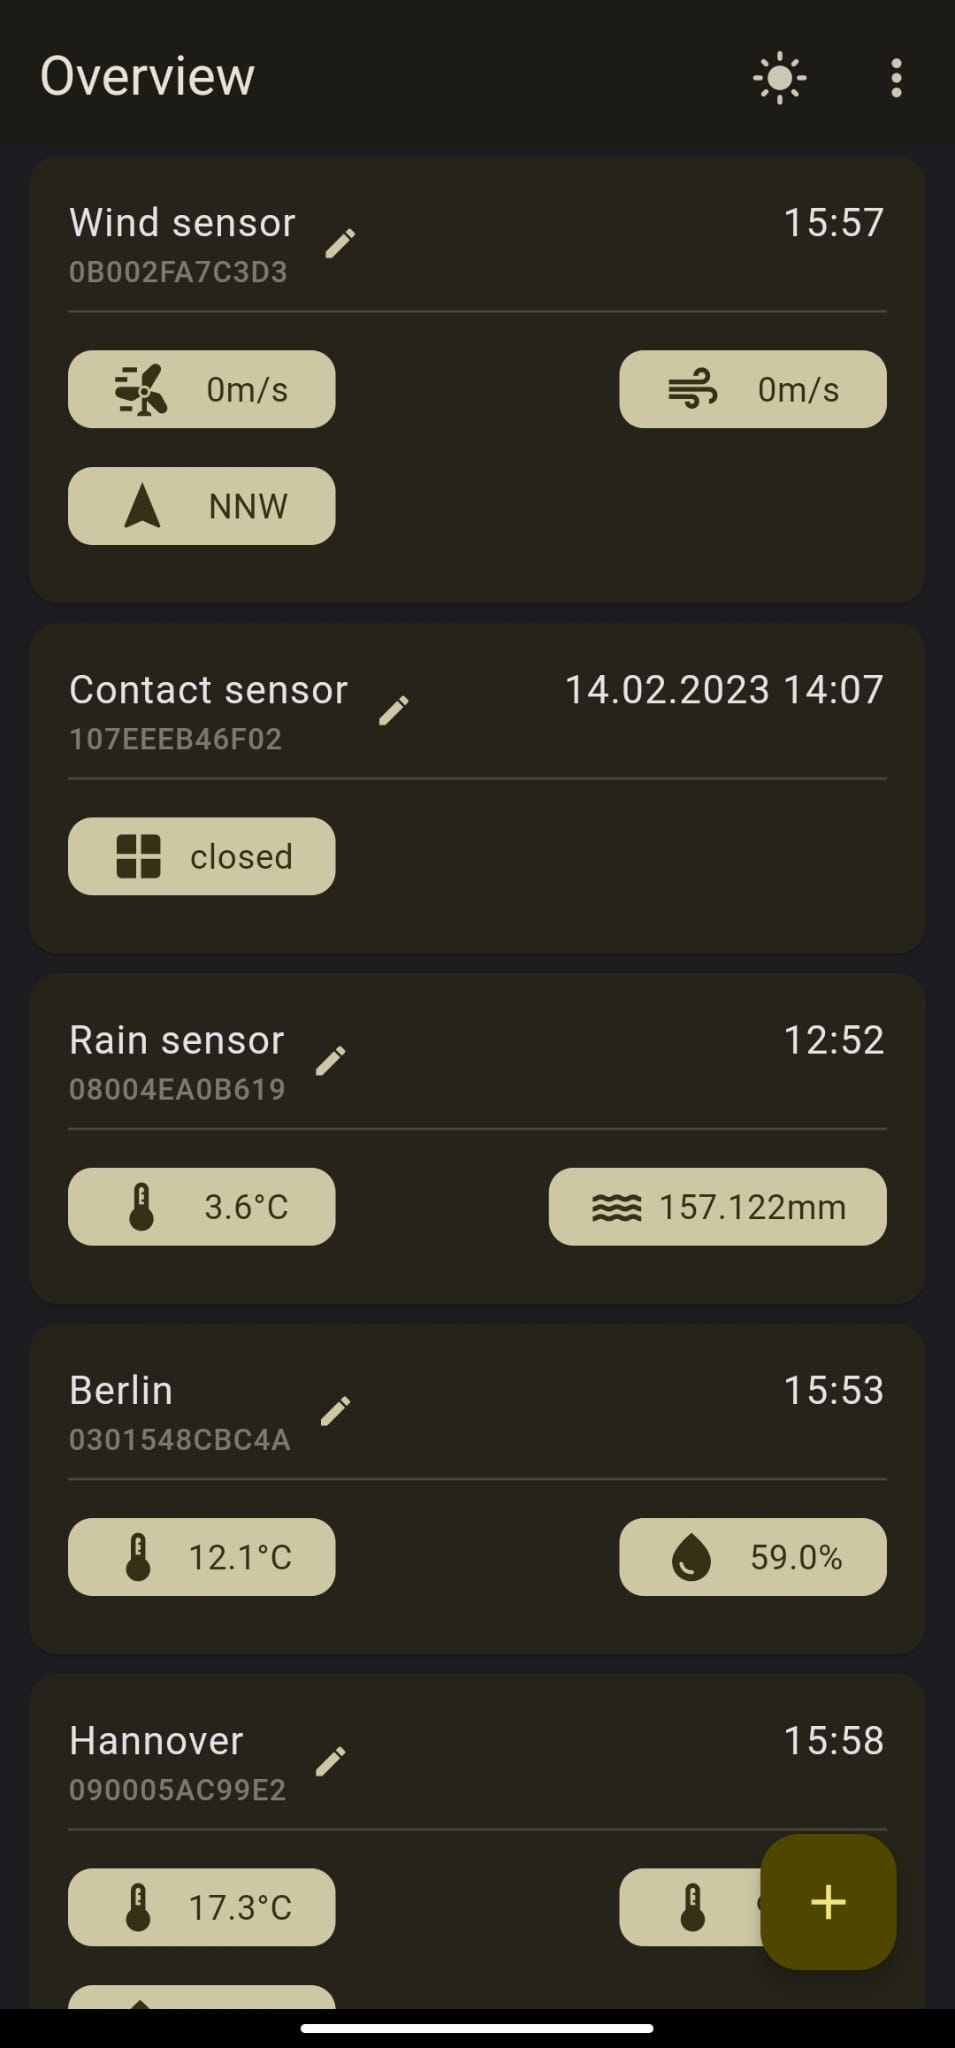 Overview
Wind sensor 15:57
0B002FA7C3D3
0m/s 0m/s
NNW
Contact sensor 14.02.2023 14:07
107EEEB46F02
closed
Rain sensor 12:52
08004EA0B619
3.6°C 157.122mm
Berlin 15:53
0301548CBC4A
12.1°C 59.0%
Hannover 15:58
090005AC99E2
17.3°C
+